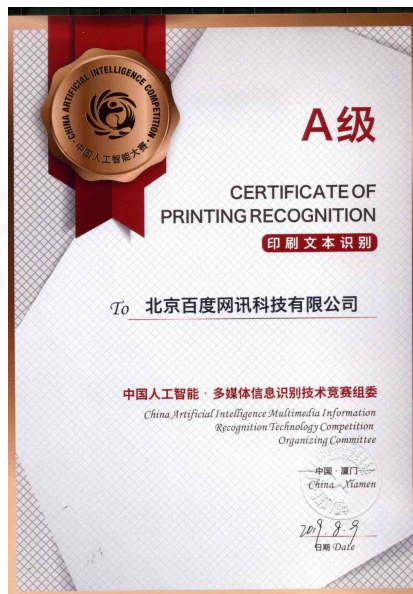 CHINA ARTIFICIAL INTELLIGENCE COMPETITION
·中国人工智能大赛·
A级
CERTIFICATE OF
PRINTING RECOGNITION
印刷文本识别
To 北京百度网讯科技有限公司
中国人工智能·多媒体信息识别技术竞赛组委
China Artificial Intelligence Multimedia Information
Recognition Technology Competition
Organizing Committee
中国·厦门
China Xiamen
2019.8.9
日期 Date